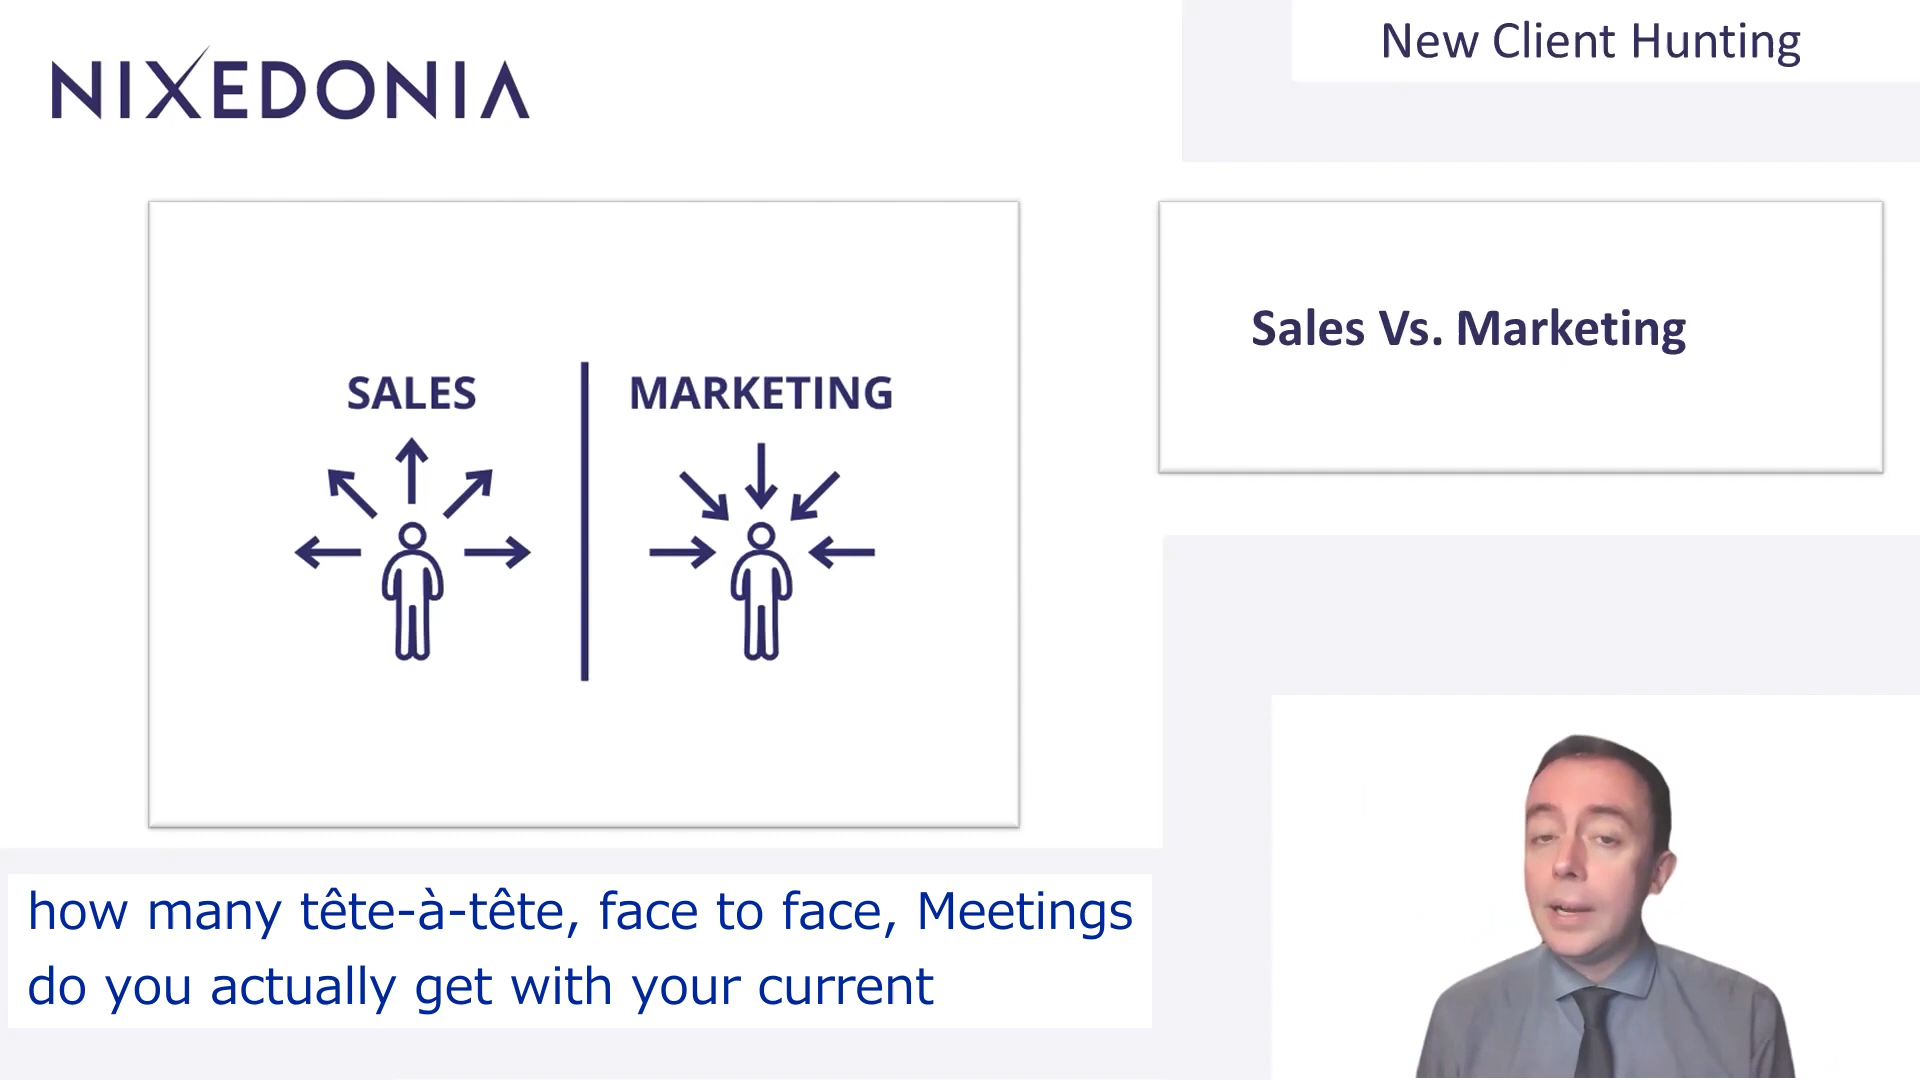 NIXEDONIA
New Client Hunting
SALES
MARKETING
Sales Vs. Marketing
how many tête-à-tête, face to face, Meetings
do you actually get with your current